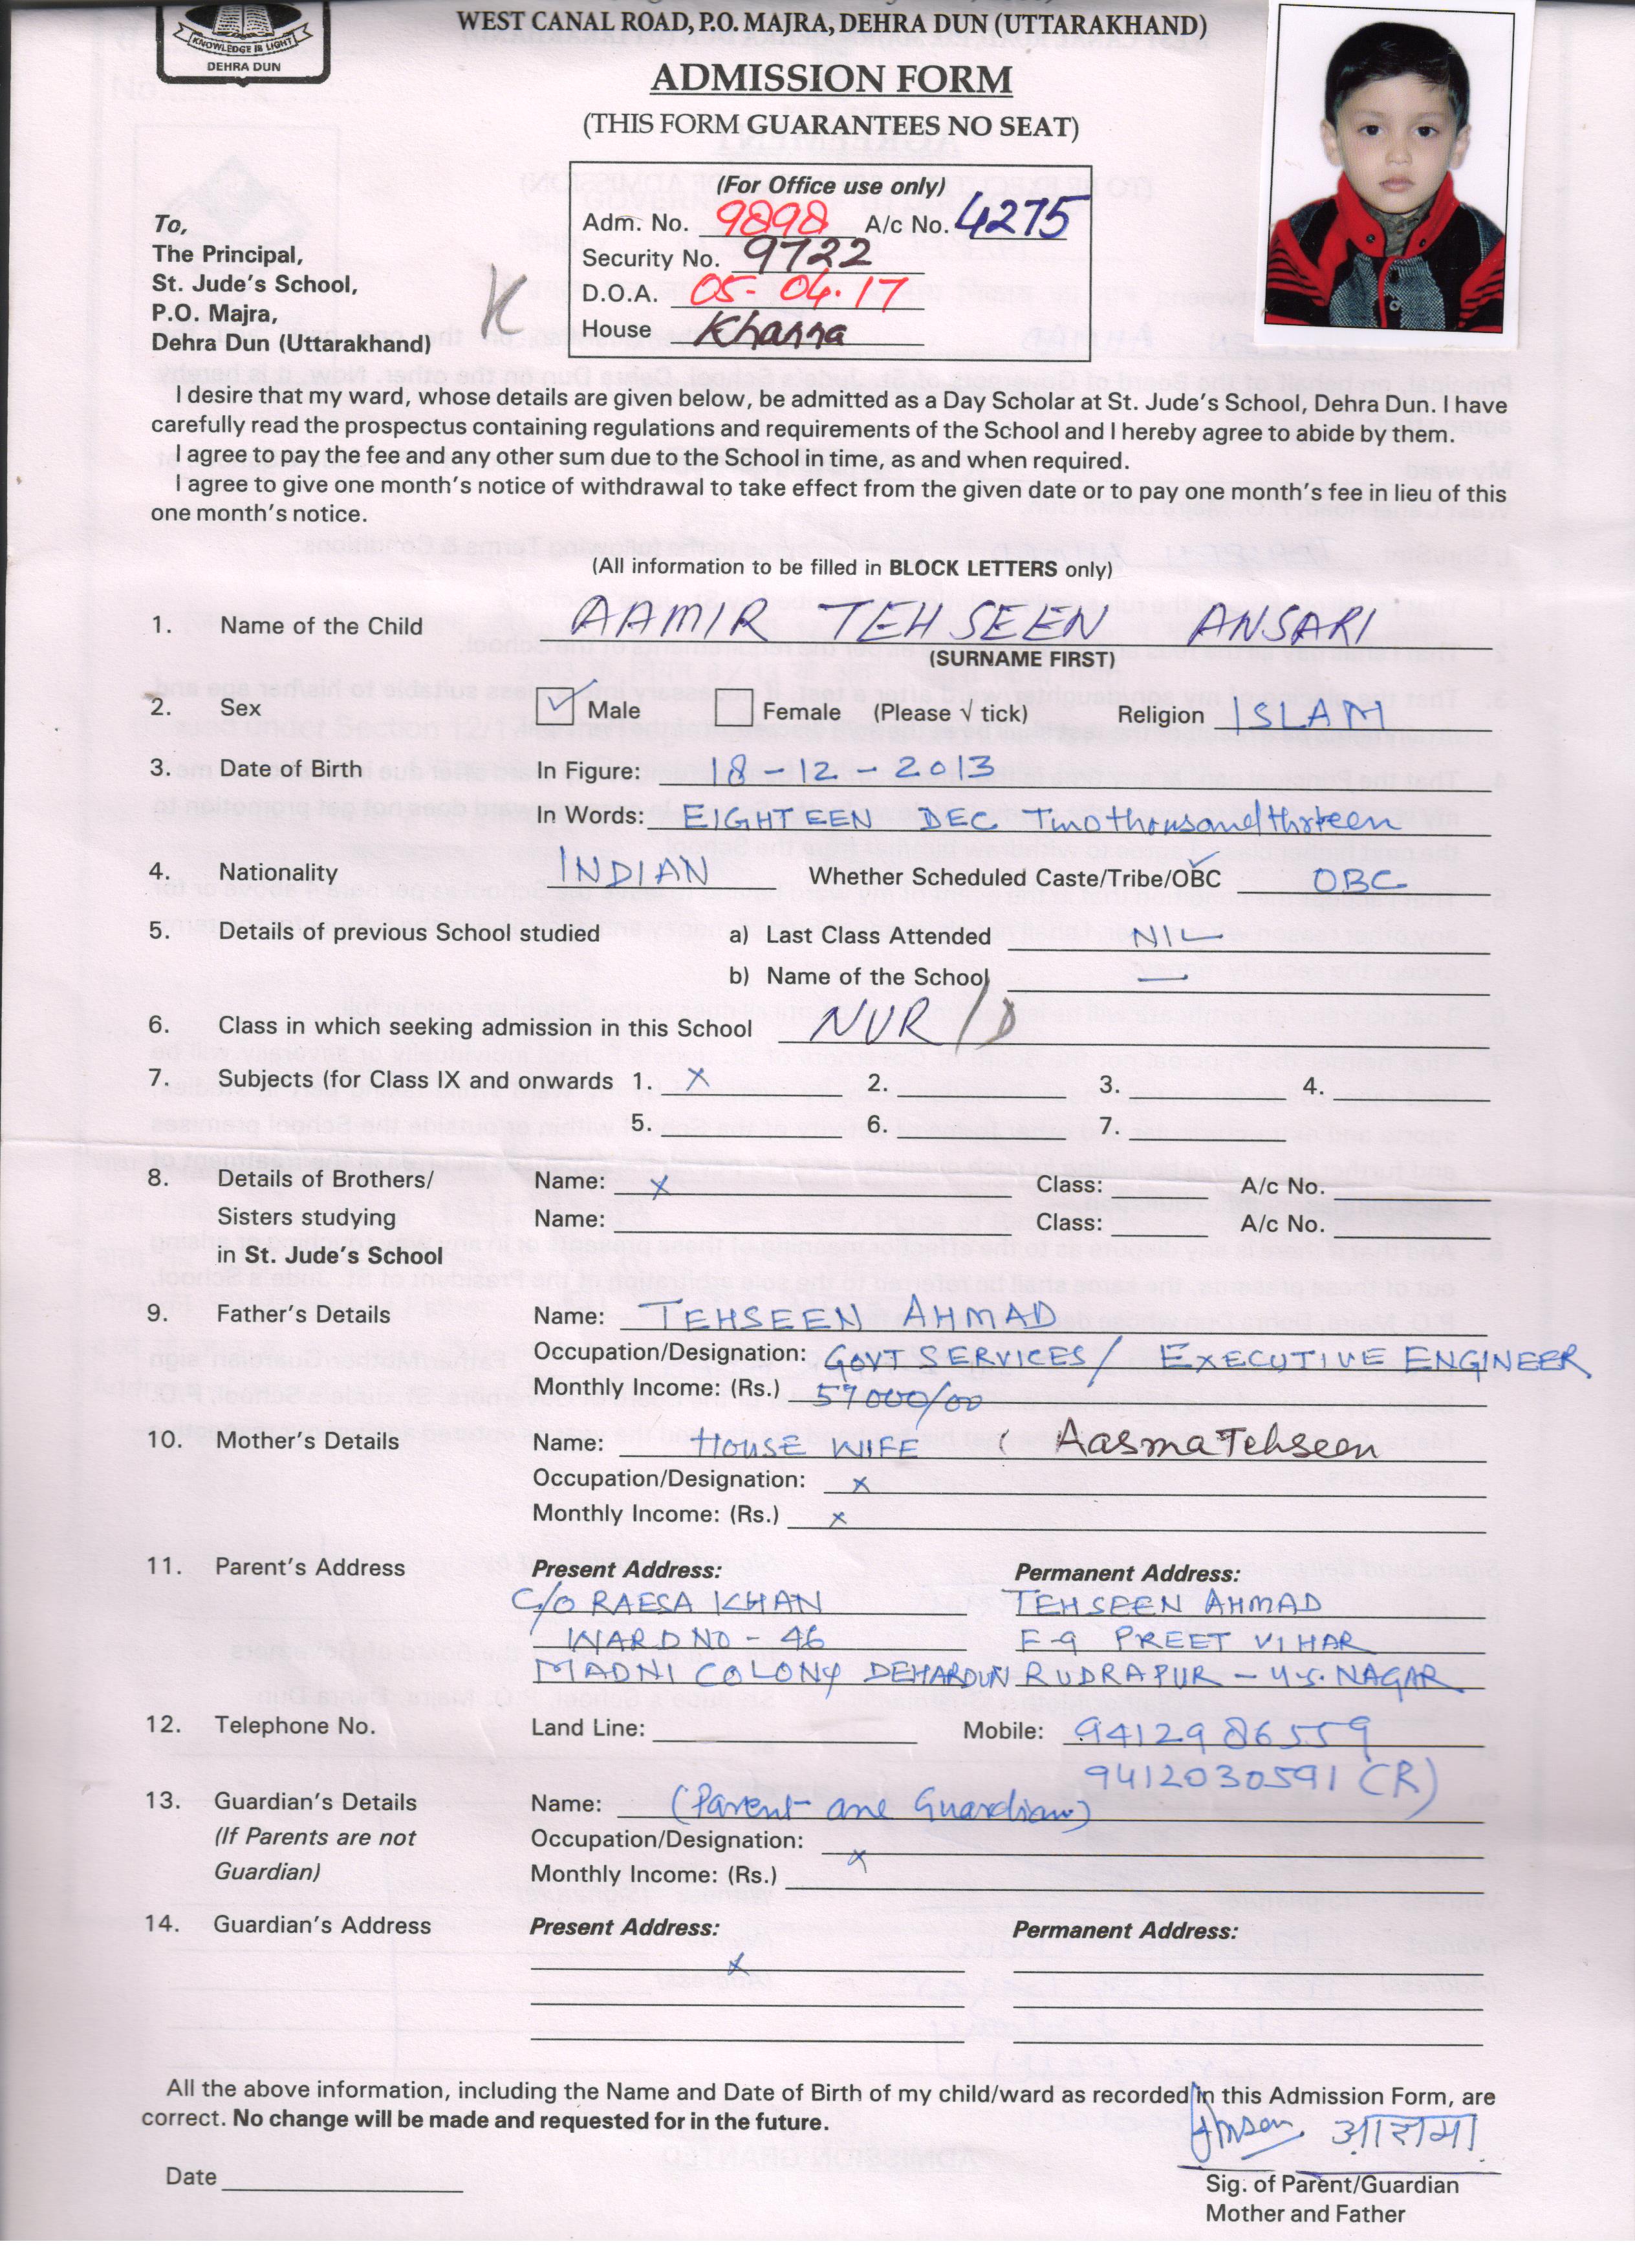 KNOWLEDGE IS LIGHT
DEHRA DUN
WEST CANAL ROAD, P.O. MAJRA, DEHRA DUN (UTTARAKHAND)
ADMISSION FORM
(THIS FORM GUARANTEES NO SEAT)
(For Office use only)
Adm. No. 9898 A/c No. 4275
Security No. 9722
D.O.A. 05-04.17
House Khanna
To,
The Principal,
St. Jude's School,
P.O. Majra,
Dehra Dun (Uttarakhand)
K
I desire that my ward, whose details are given below, be admitted as a Day Scholar at St. Jude's School, Dehra Dun. I have
carefully read the prospectus containing regulations and requirements of the School and I hereby agree to abide by them.
I agree to pay the fee and any other sum due to the School in time, as and when required.
I agree to give one month's notice of withdrawal to take effect from the given date or to pay one month's fee in lieu of this
one month's notice.
(All information to be filled in BLOCK LETTERS only)
1. Name of the Child AAMIR TEHSEEN ANSARI
(SURNAME FIRST)
2. Sex Male Female (Please √ tick) Religion ISLAM
3. Date of Birth In Figure: 18-12-2013
In Words: EIGHTEEN DEC Twothousandthirteen
4. Nationality INDIAN Whether Scheduled Caste/Tribe/OBC OBC
5. Details of previous School studied a) Last Class Attended NIL
b) Name of the School —
6. Class in which seeking admission in this School NUR/D
7. Subjects (for Class IX and onwards 1. X 2. 3. 4.
5. 6. 7.
8. Details of Brothers/ Name: X Class: A/c No.
Sisters studying Name: Class: A/c No.
in St. Jude's School
9. Father's Details Name: TEHSEEN AHMAD
Occupation/Designation: GOVT SERVICES/ EXECUTIVE ENGINEER
Monthly Income: (Rs.) 57000/00
10. Mother's Details Name: HOUSE WIFE ( Aasma Tehseen
Occupation/Designation: X
Monthly Income: (Rs.) X
11. Parent's Address Present Address: Permanent Address:
C/O RAESA KHAN TEHSEEN AHMAD
WARD NO - 46 F-9 PREET VIHAR
MADNI COLONY DEHARDUN RUDRAPUR - U.S. NAGAR
12. Telephone No. Land Line: Mobile: 9412986559
9412030591 (R)
13. Guardian's Details Name: (Parent are Guardian)
(If Parents are not Occupation/Designation: X
Guardian) Monthly Income: (Rs.)
14. Guardian's Address Present Address: Permanent Address:
X
All the above information, including the Name and Date of Birth of my child/ward as recorded in this Admission Form, are
correct. No change will be made and requested for in the future.
Date
Sig. of Parent/Guardian
Mother and Father